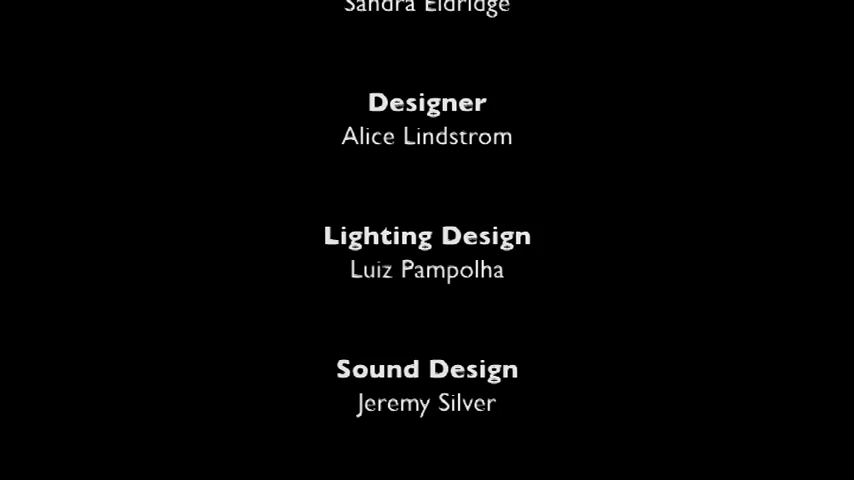 Sandra Eldridge
Designer
Alice Lindstrom
Lighting Design
Luiz Pampolha
Sound Design
Jeremy Silver